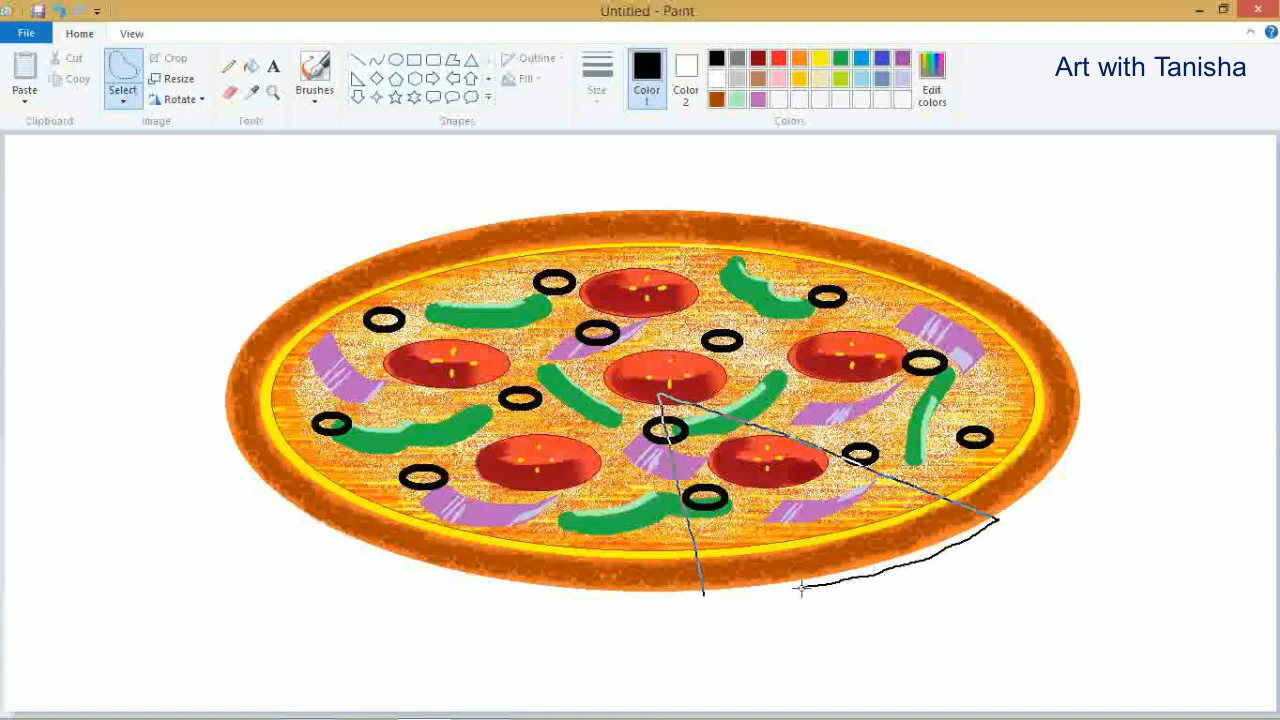 Untitled - Paint
File Home View
Paste
Cut
Copy
Select
Crop
Resize
Rotate
A
Brushes
Outline
Fill
Size
Color 1
Color 2
Edit colors
Clipboard
Image
Tools
Shapes
Colors
Art with Tanisha